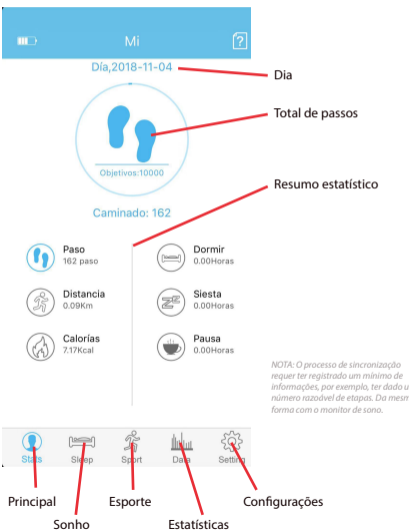 Mi
Día,2018-11-04
Dia
Total de passos
Objetivos:10000
Resumo estatístico
Caminado: 162
Paso
162 paso
Dormir
0.00Horas
Distancia
0.09Km
Siesta
0.00Horas
Calorías
7.17Kcal
Pausa
0.00Horas
NOTA: O processo de sincronização
requer ter registrado um mínimo de
informações, por exemplo, ter dado u
número razoável de etapas. Da mesm
forma com o monitor de sono.
Stats
Sleep
Sport
Data
Setting
Principal
Esporte
Configurações
Sonho
Estatísticas